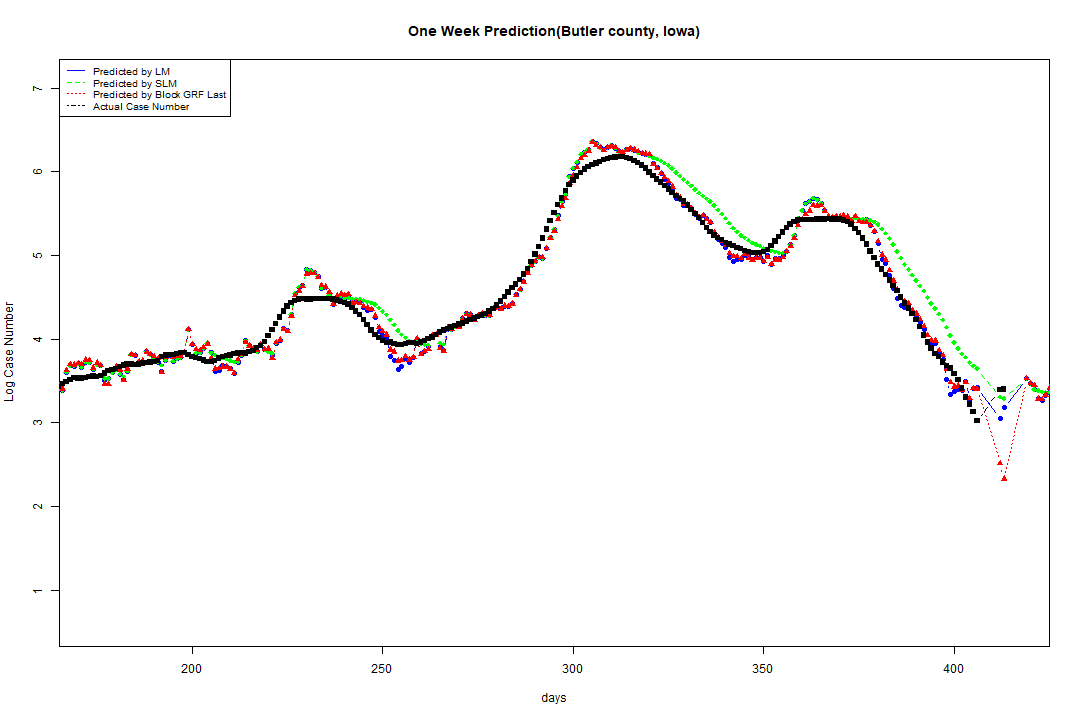 One Week Prediction(Butler county, Iowa)
Predicted by LM
Predicted by SLM
Predicted by Block GRF Last
Actual Case Number
7
6
5
4
3
2
1
Log Case Number
200 250 300 350 400
days